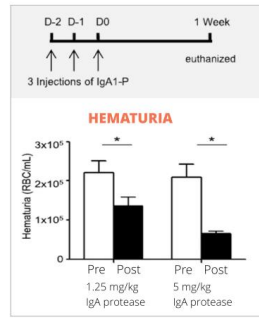 D-2 D-1 D0 1 Week
3 Injections of IgA1-P euthanized
HEMATURIA
* *
Hematuria (RBC/mL)
3x10⁵
2x10⁵
1x10⁵
0
Pre Post Pre Post
1.25 mg/kg 5 mg/kg
IgA protease IgA protease